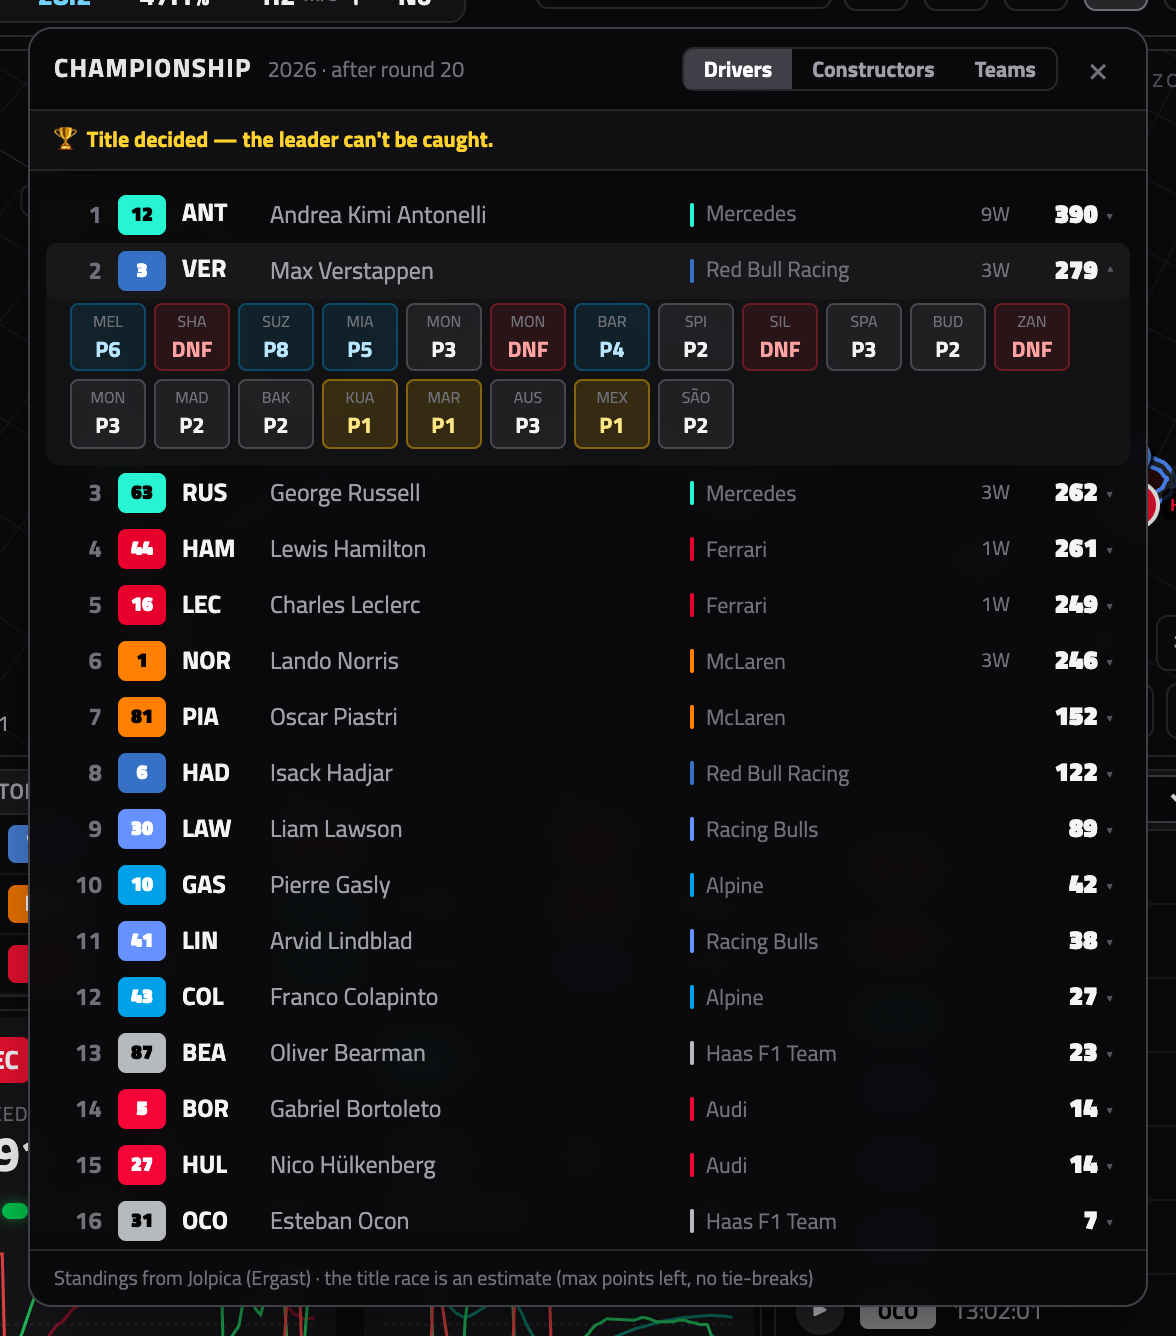 CHAMPIONSHIP 2026 · after round 20 Drivers Constructors Teams ×
🏆 Title decided — the leader can't be caught.
1 12 ANT Andrea Kimi Antonelli Mercedes 9W 390
2 3 VER Max Verstappen Red Bull Racing 3W 279
MEL SHA SUZ MIA MON MON BAR SPI SIL SPA BUD ZAN
P6 DNF P8 P5 P3 DNF P4 P2 DNF P3 P2 DNF
MON MAD BAK KUA MAR AUS MEX SÃO
P3 P2 P2 P1 P1 P3 P1 P2
3 63 RUS George Russell Mercedes 3W 262
4 44 HAM Lewis Hamilton Ferrari 1W 261
5 16 LEC Charles Leclerc Ferrari 1W 249
6 1 NOR Lando Norris McLaren 3W 246
7 81 PIA Oscar Piastri McLaren 152
8 6 HAD Isack Hadjar Red Bull Racing 122
9 30 LAW Liam Lawson Racing Bulls 89
10 10 GAS Pierre Gasly Alpine 42
11 41 LIN Arvid Lindblad Racing Bulls 38
12 43 COL Franco Colapinto Alpine 27
13 87 BEA Oliver Bearman Haas F1 Team 23
14 5 BOR Gabriel Bortoleto Audi 14
15 27 HUL Nico Hülkenberg Audi 14
16 31 OCO Esteban Ocon Haas F1 Team 7
Standings from Jolpica (Ergast) · the title race is an estimate (max points left, no tie-breaks)
OCO 13:02:01